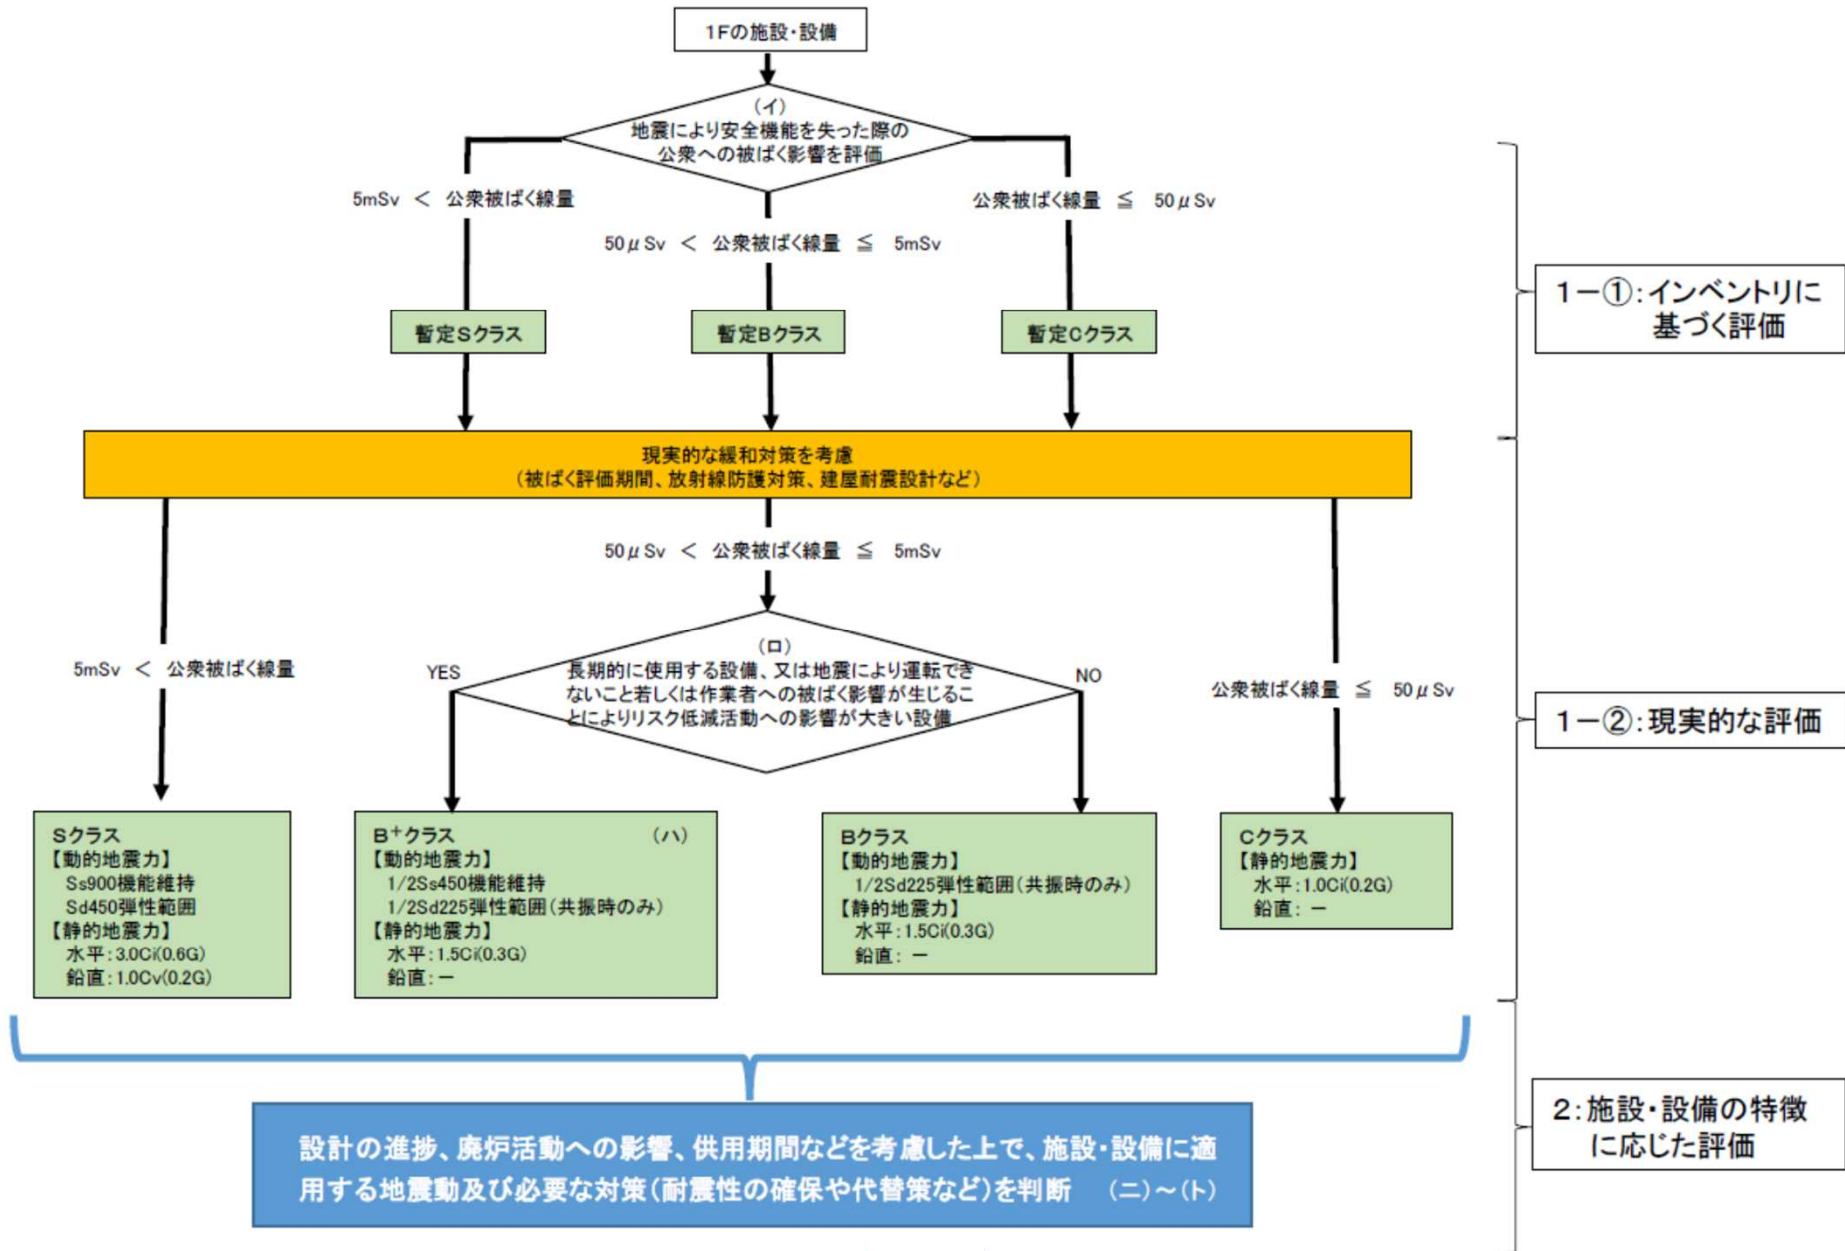 1Fの施設・設備
(イ)
地震により安全機能を失った際の
公衆への被ばく影響を評価
5mSv ＜ 公衆被ばく線量
公衆被ばく線量 ≦ 50μSv
50μSv ＜ 公衆被ばく線量 ≦ 5mSv
暫定Sクラス
暫定Bクラス
暫定Cクラス
1－①：インベントリに
基づく評価
現実的な緩和対策を考慮
(被ばく評価期間、放射線防護対策、建屋耐震設計など)
50μSv ＜ 公衆被ばく線量 ≦ 5mSv
5mSv ＜ 公衆被ばく線量
YES
(ロ)
長期的に使用する設備、又は地震により運転でき
ないこと若しくは作業者への被ばく影響が生じるこ
とによりリスク低減活動への影響が大きい設備
NO
公衆被ばく線量 ≦ 50μSv
1－②：現実的な評価
Sクラス
【動的地震力】
Ss900機能維持
Sd450弾性範囲
【静的地震力】
水平：3.0Ci(0.6G)
鉛直：1.0Cv(0.2G)
B⁺クラス (ハ)
【動的地震力】
1/2Ss450機能維持
1/2Sd225弾性範囲(共振時のみ)
【静的地震力】
水平：1.5Ci(0.3G)
鉛直：－
Bクラス
【動的地震力】
1/2Sd225弾性範囲(共振時のみ)
【静的地震力】
水平：1.5Ci(0.3G)
鉛直：－
Cクラス
【静的地震力】
水平：1.0Ci(0.2G)
鉛直：－
設計の進捗、廃炉活動への影響、供用期間などを考慮した上で、施設・設備に適
用する地震動及び必要な対策(耐震性の確保や代替策など)を判断 (ニ)～(ト)
2：施設・設備の特徴
に応じた評価